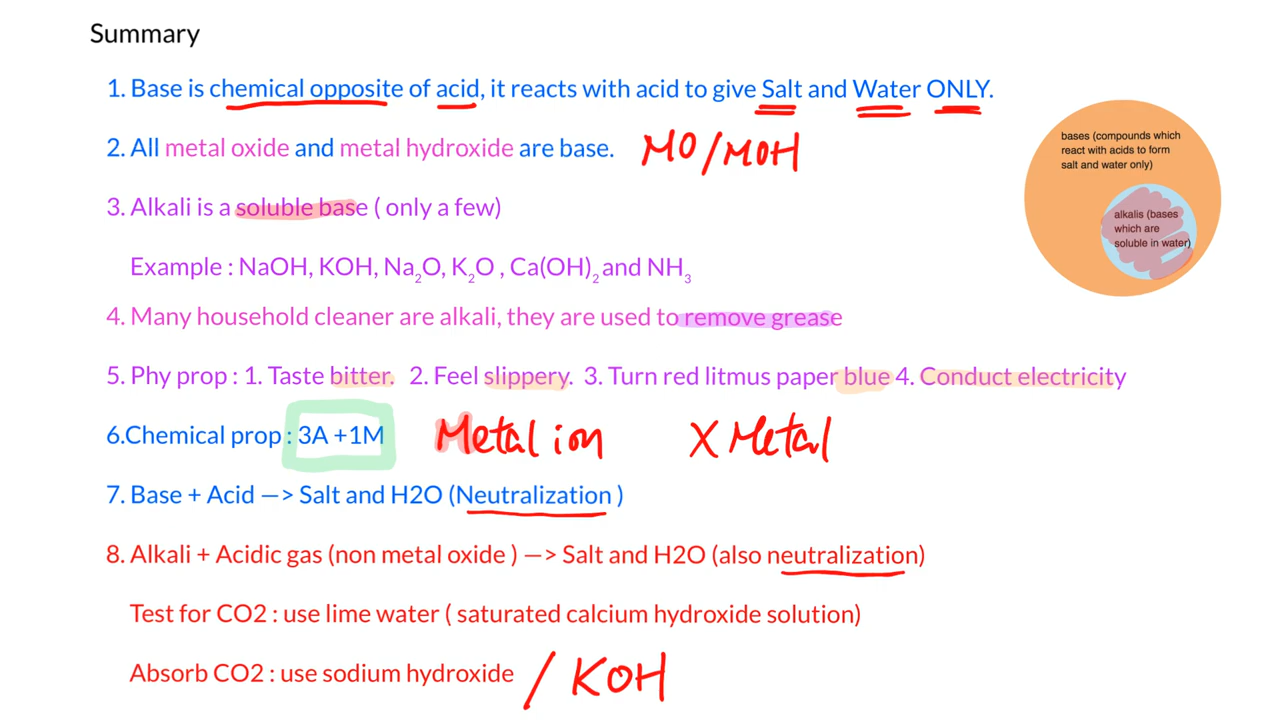 Summary
1. Base is chemical opposite of acid, it reacts with acid to give Salt and Water ONLY.
2. All metal oxide and metal hydroxide are base. MO/MOH
3. Alkali is a soluble base ( only a few)
Example : NaOH, KOH, Na₂O, K₂O , Ca(OH)₂ and NH₃
4. Many household cleaner are alkali, they are used to remove grease
5. Phy prop : 1. Taste bitter. 2. Feel slippery. 3. Turn red litmus paper blue 4. Conduct electricity
6.Chemical prop : 3A +1M Metal ion X Metal
7. Base + Acid —> Salt and H2O (Neutralization )
8. Alkali + Acidic gas (non metal oxide ) —> Salt and H2O (also neutralization)
Test for CO2 : use lime water ( saturated calcium hydroxide solution)
Absorb CO2 : use sodium hydroxide / KOH
bases (compounds which
react with acids to form
salt and water only)
alkalis (bases
which are
soluble in water)